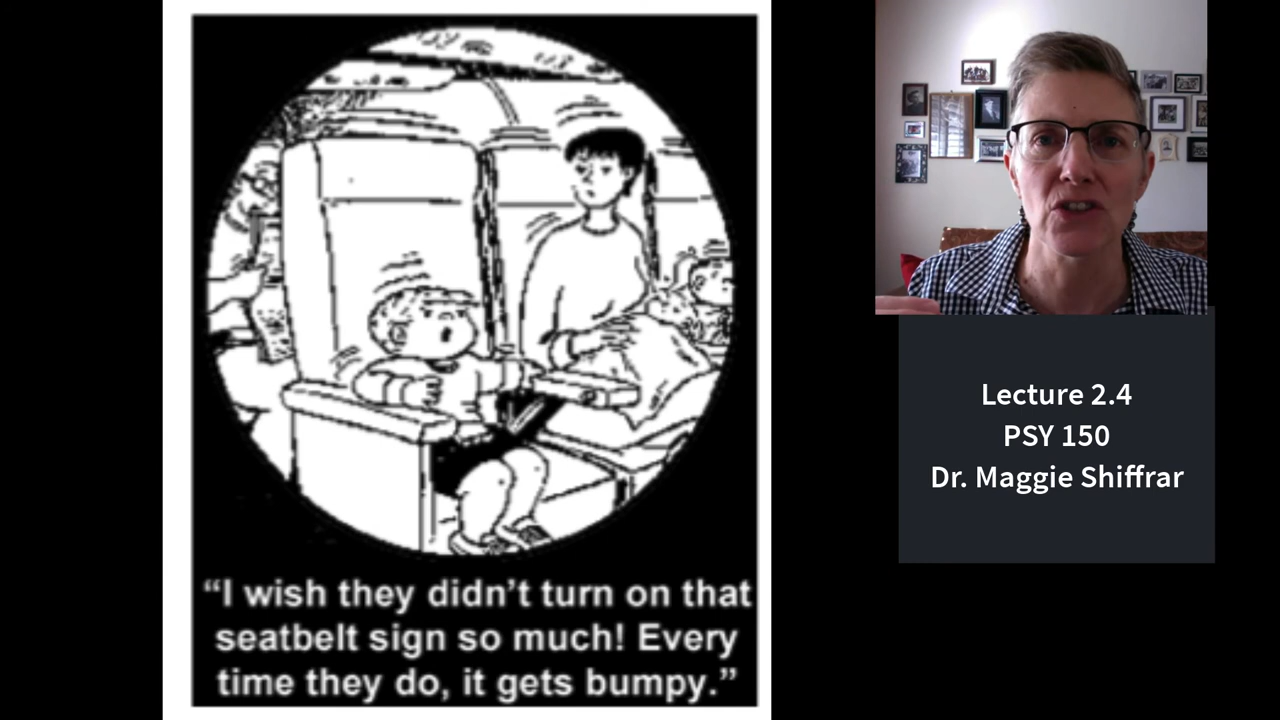 “I wish they didn’t turn on that
seatbelt sign so much! Every
time they do, it gets bumpy.”
Lecture 2.4
PSY 150
Dr. Maggie Shiffrar